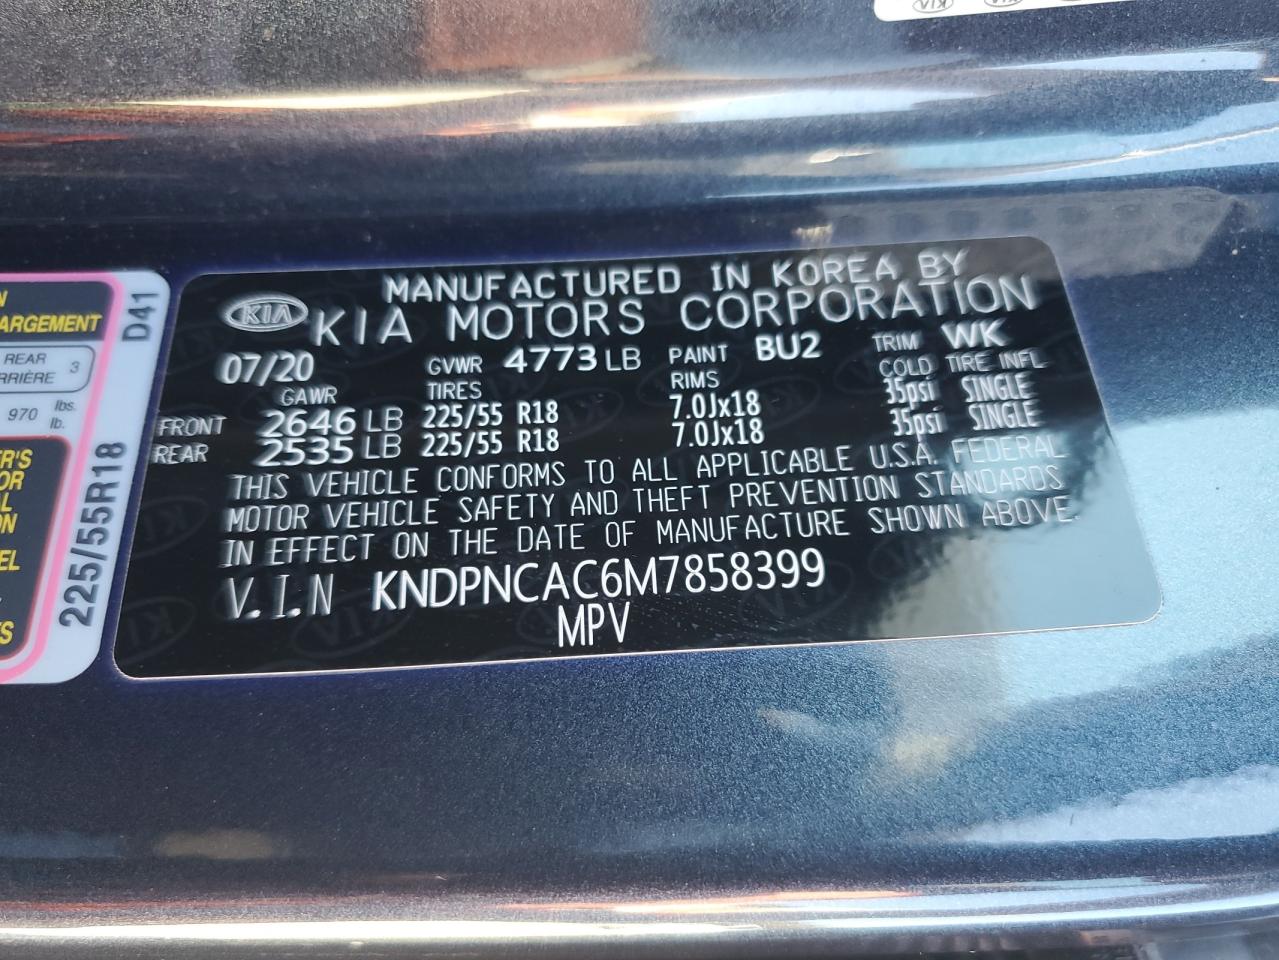 MANUFACTURED IN KOREA BY
KIA KIA MOTORS CORPORATION
07/20 GVWR 4773 LB PAINT BU2 TRIM WK
GAWR TIRES RIMS COLD TIRE INFL
FRONT 2646 LB 225/55 R18 7.0Jx18 35psi SINGLE
REAR 2535 LB 225/55 R18 7.0Jx18 35psi SINGLE
THIS VEHICLE CONFORMS TO ALL APPLICABLE U.S.A. FEDERAL
MOTOR VEHICLE SAFETY AND THEFT PREVENTION STANDARDS
IN EFFECT ON THE DATE OF MANUFACTURE SHOWN ABOVE.
V.I.N KNDPNCAC6M7858399
MPV
ARGEMENT
REAR 3
RRIÈRE
970 lbs.
lb.
D41
225/55R18